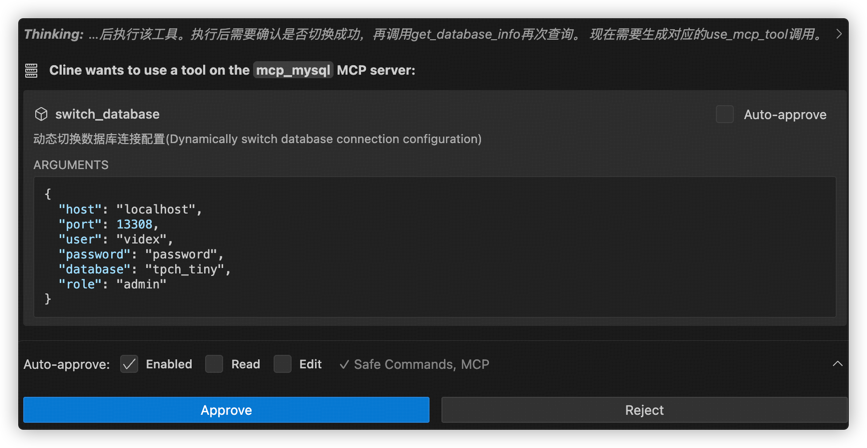 Thinking: ...后执行该工具。执行后需要确认是否切换成功，再调用get_database_info再次查询。 现在需要生成对应的use_mcp_tool调用。
Cline wants to use a tool on the mcp_mysql MCP server:
switch_database
Auto-approve
动态切换数据库连接配置(Dynamically switch database connection configuration)
ARGUMENTS
{
  "host": "localhost",
  "port": 13308,
  "user": "videx",
  "password": "password",
  "database": "tpch_tiny",
  "role": "admin"
}
Auto-approve: Enabled Read Edit ✓ Safe Commands, MCP
Approve Reject